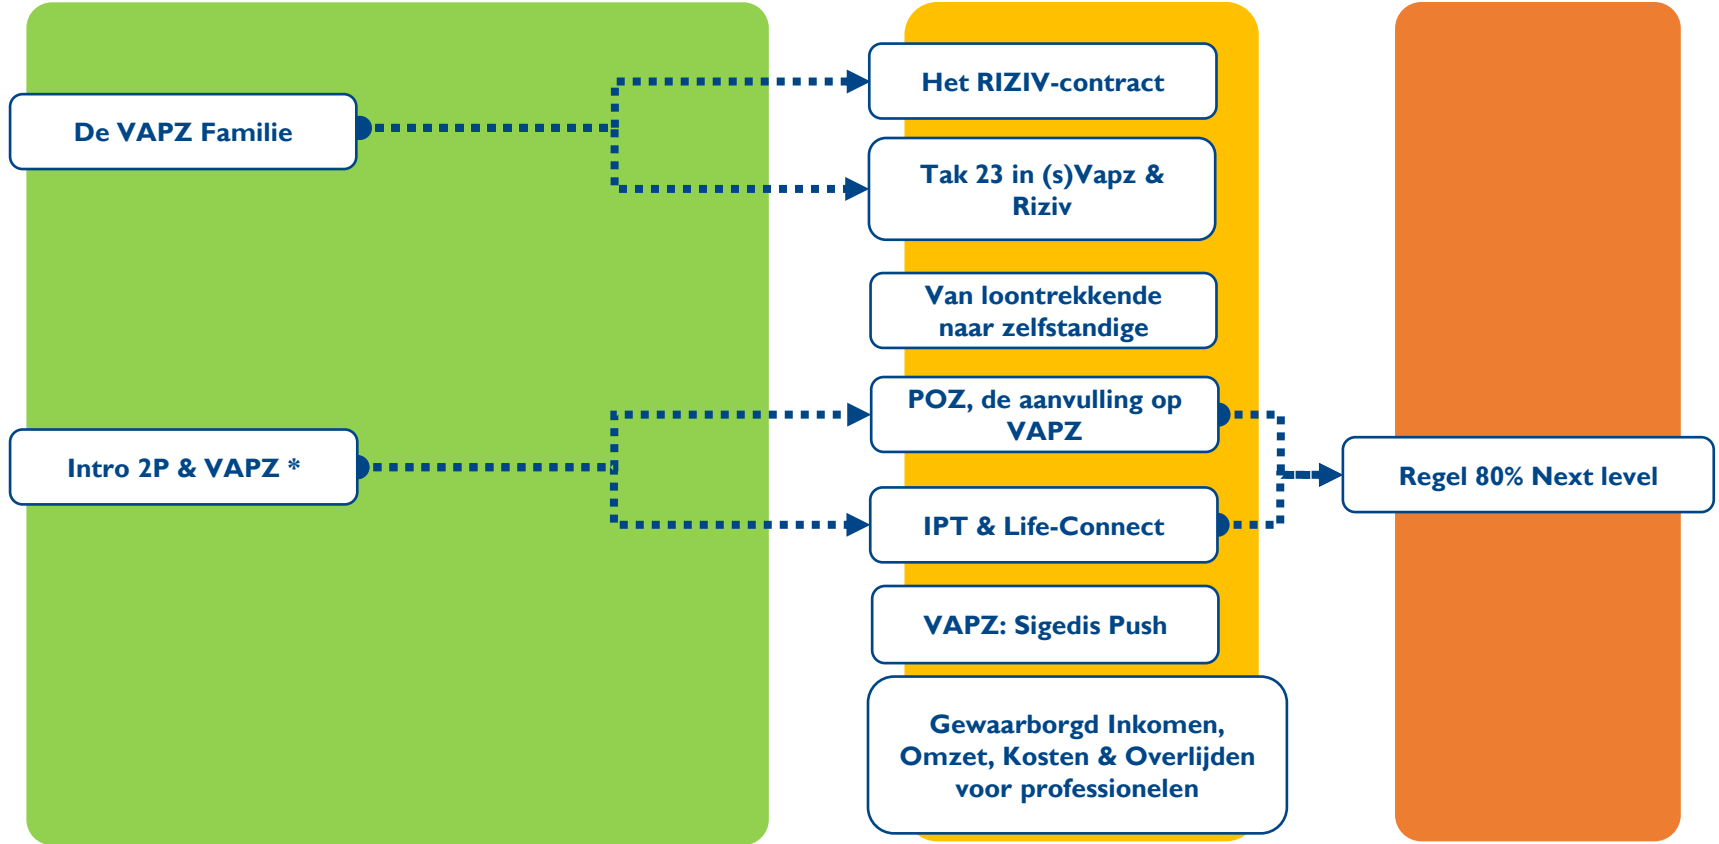 De VAPZ Familie
Intro 2P & VAPZ *
Het RIZIV-contract
Tak 23 in (s)Vapz &
Riziv
Van loontrekkende
naar zelfstandige
POZ, de aanvulling op
VAPZ
IPT & Life-Connect
VAPZ: Sigedis Push
Gewaarborgd Inkomen,
Omzet, Kosten & Overlijden
voor professionelen
Regel 80% Next level